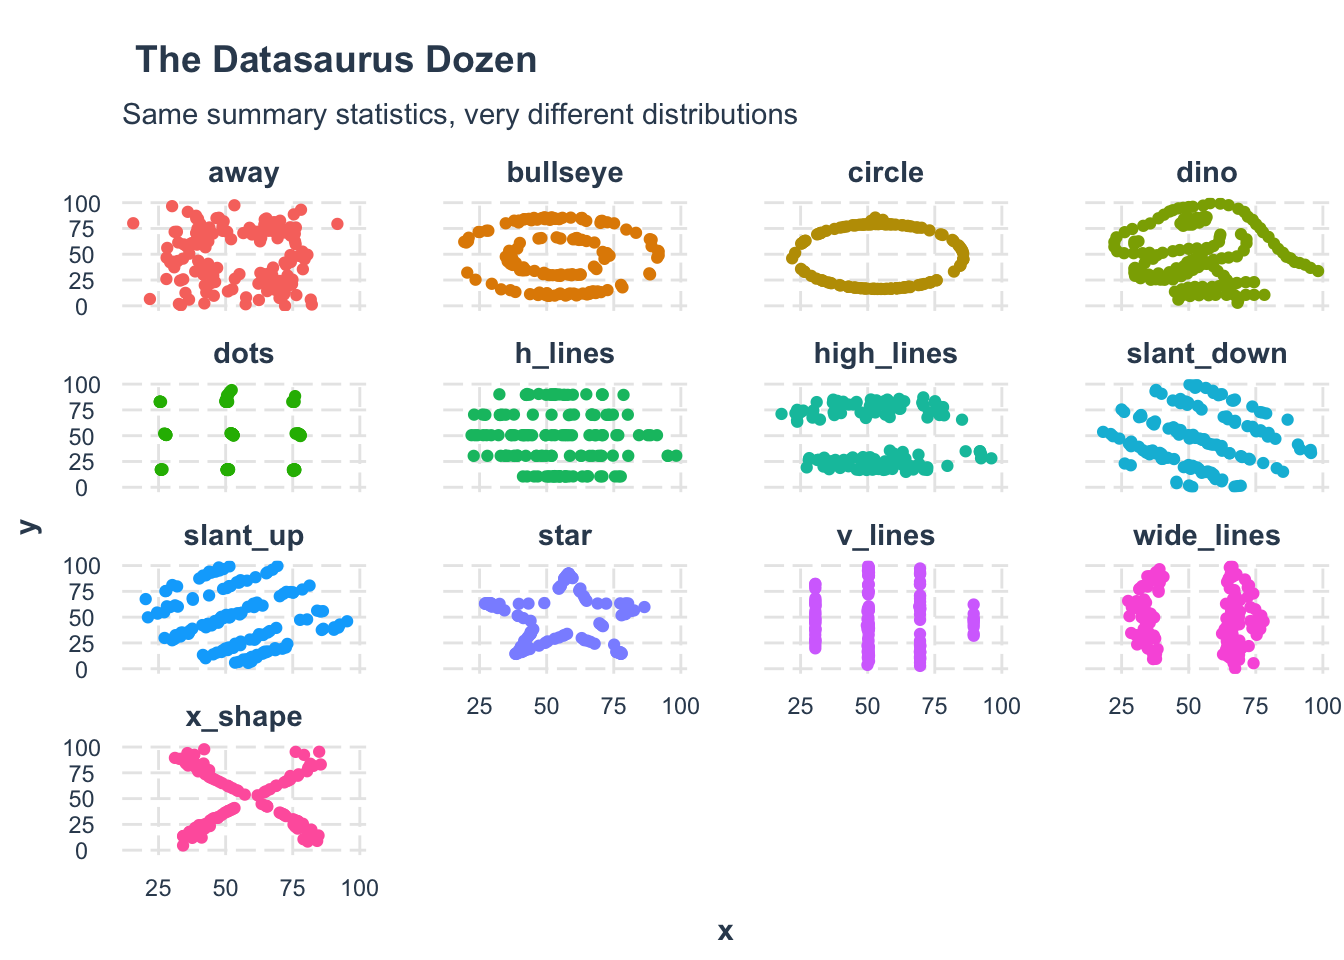 The Datasaurus Dozen
Same summary statistics, very different distributions
away bullseye circle dino
100
75
50
25
0
dots h_lines high_lines slant_down
100
75
50
25
0
slant_up star v_lines wide_lines
100
75
50
25
0
25 50 75 100 25 50 75 100 25 50 75 100
x_shape
100
75
50
25
0
25 50 75 100
y
x